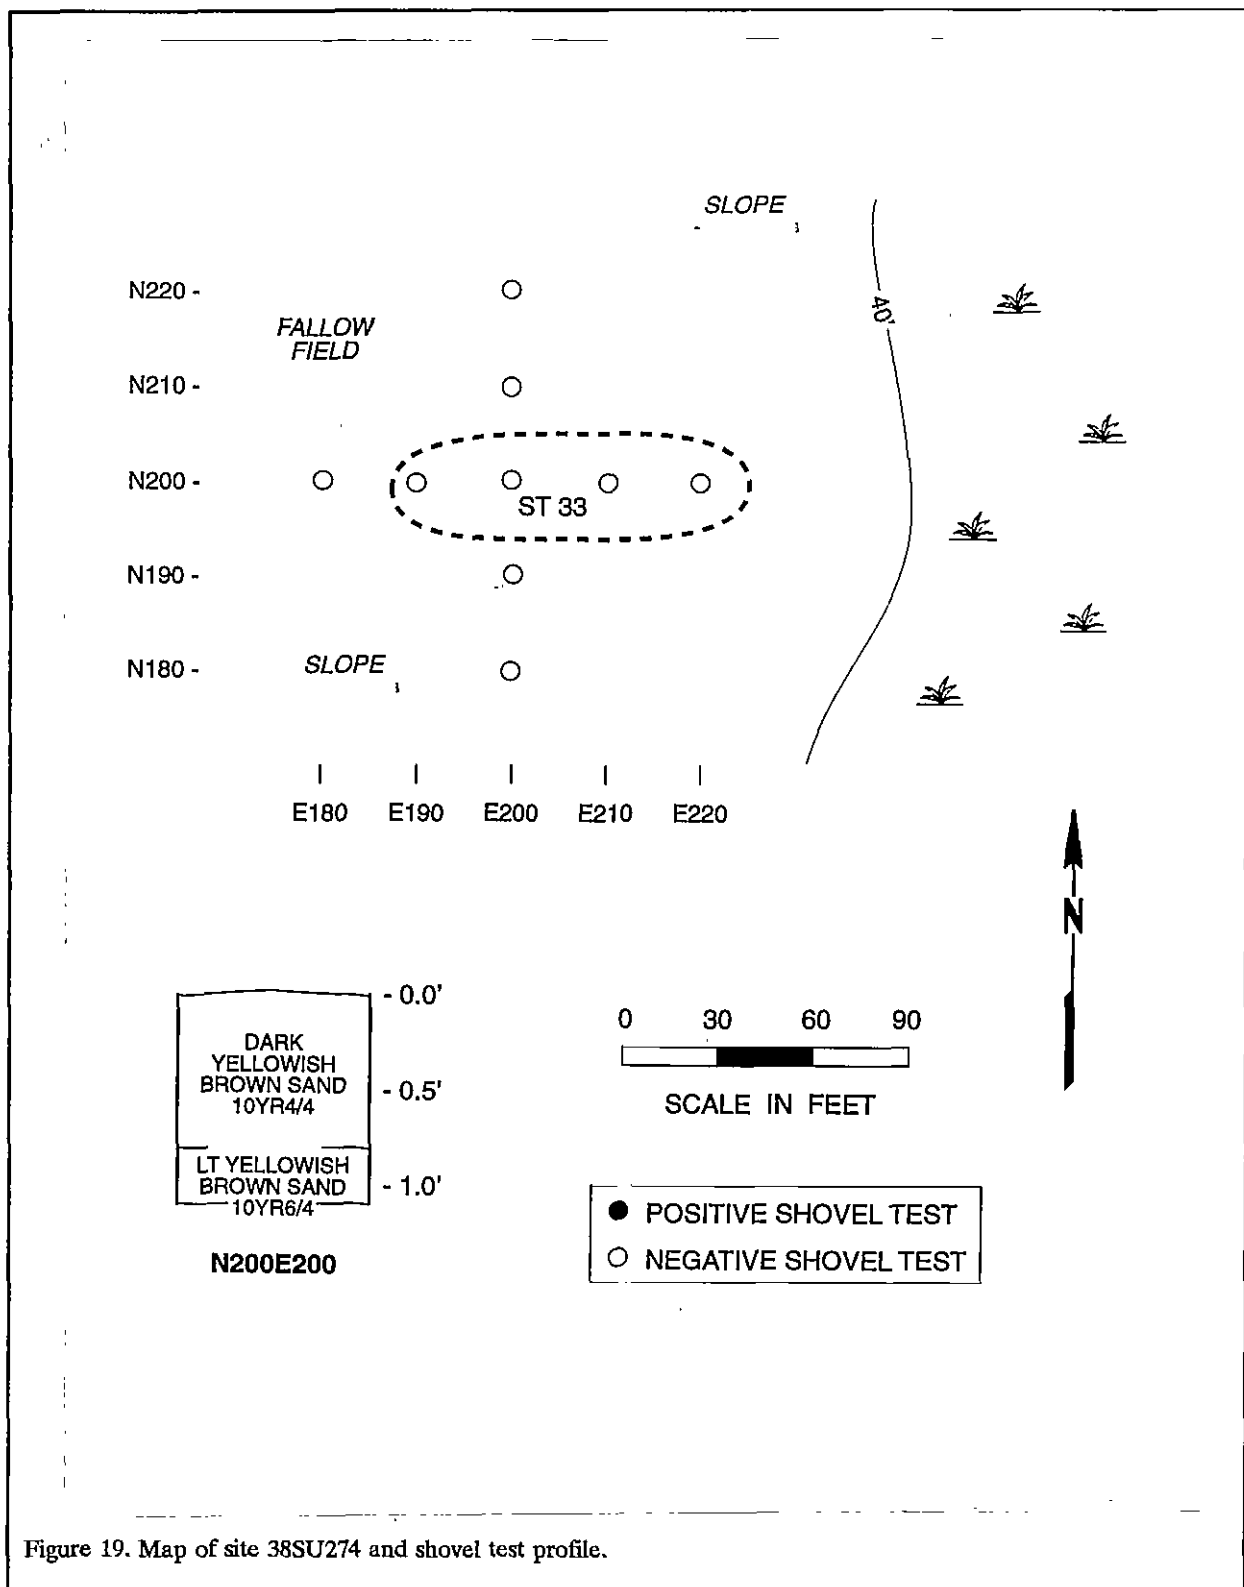 SLOPE
N220 -
FALLOW
FIELD
40'
N210 -
N200 -
ST 33
N190 -
N180 -
SLOPE
E180 E190 E200 E210 E220
N
- 0.0'
DARK
YELLOWISH
BROWN SAND
10YR4/4
- 0.5'
LT YELLOWISH
BROWN SAND
10YR6/4
- 1.0'
N200E200
0 30 60 90
SCALE IN FEET
POSITIVE SHOVEL TEST
NEGATIVE SHOVEL TEST
Figure 19. Map of site 38SU274 and shovel test profile.